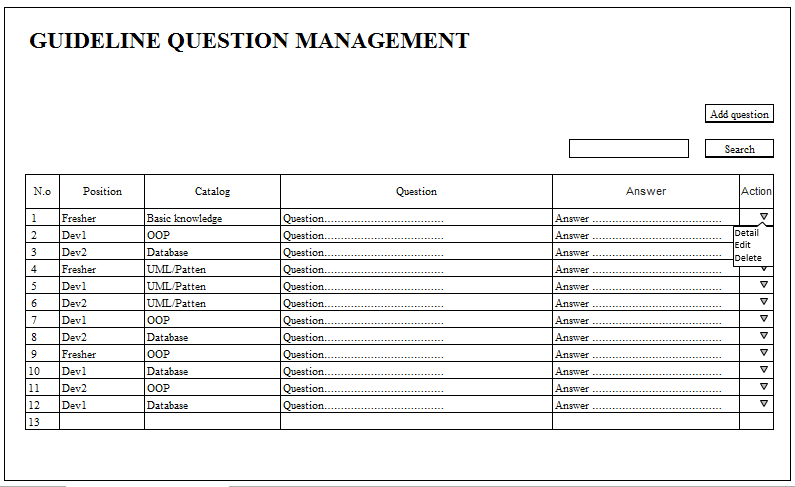 GUIDELINE QUESTION MANAGEMENT
Add question
Search
N.o Position Catalog Question Answer Action
1 Fresher Basic knowledge Question.................................... Answer .......................................
2 Dev1 OOP Question.................................... Answer ....................................... Detail
3 Dev2 Database Question.................................... Answer ....................................... Edit
Delete
4 Fresher UML/Patten Question.................................... Answer .......................................
5 Dev1 UML/Patten Question.................................... Answer .......................................
6 Dev2 UML/Patten Question.................................... Answer .......................................
7 Dev1 OOP Question.................................... Answer .......................................
8 Dev2 Database Question.................................... Answer .......................................
9 Fresher OOP Question.................................... Answer .......................................
10 Dev1 Database Question.................................... Answer .......................................
11 Dev2 OOP Question.................................... Answer .......................................
12 Dev1 Database Question.................................... Answer .......................................
13